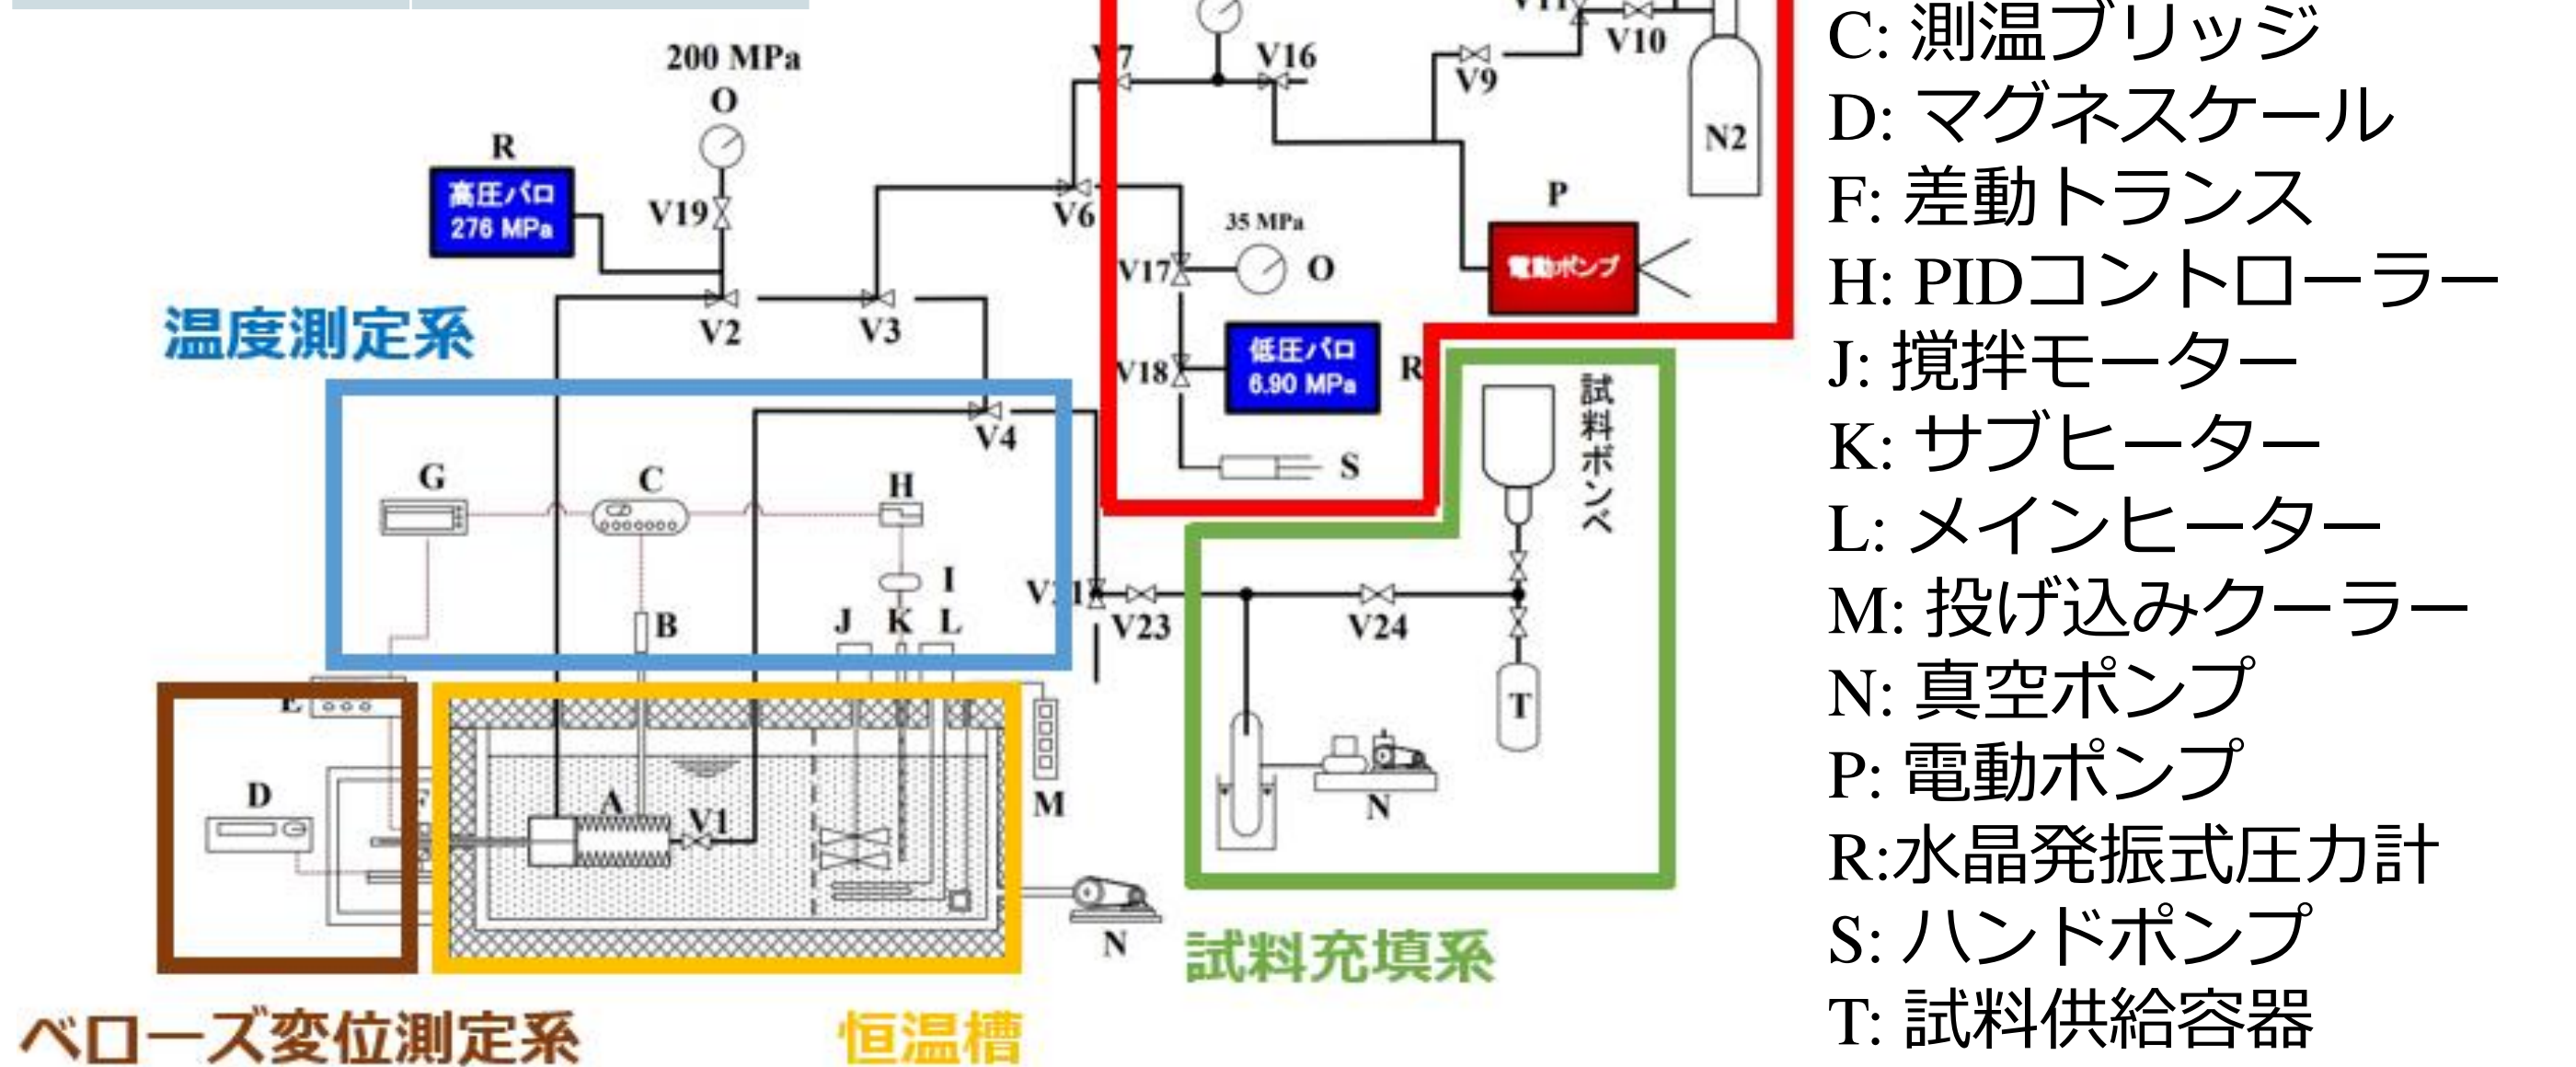 200 MPa
O
R
高圧パロ
276 MPa
V19
V2
V3
V6
V7
V16
V9
V11
V10
N2
P
電動ポンプ
35 MPa
V17
O
V18
低圧パロ
6.90 MPa
R
S
温度測定系
V4
G
C
H
I
B
J
K
L
V21
V23
V24
試料ボンベ
T
N
E
D
F
A
V1
M
N
ベローズ変位測定系
恒温槽
試料充填系
C: 測温ブリッジ
D: マグネスケール
F: 差動トランス
H: PIDコントローラー
J: 撹拌モーター
K: サブヒーター
L: メインヒーター
M: 投げ込みクーラー
N: 真空ポンプ
P: 電動ポンプ
R:水晶発振式圧力計
S: ハンドポンプ
T: 試料供給容器